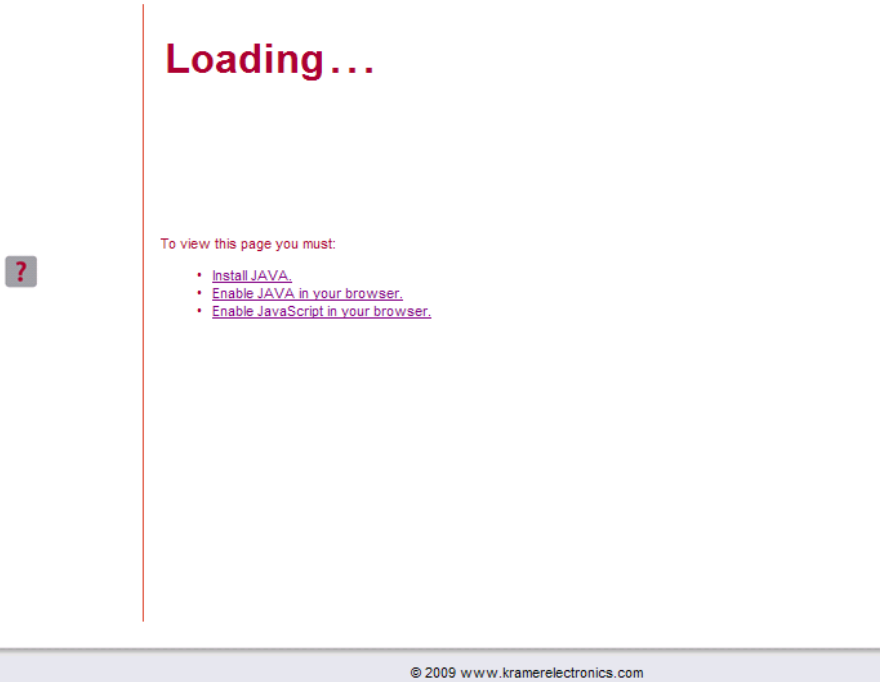 Loading...
?
To view this page you must:
• Install JAVA.
• Enable JAVA in your browser.
• Enable JavaScript in your browser.
© 2009 www.kramerelectronics.com